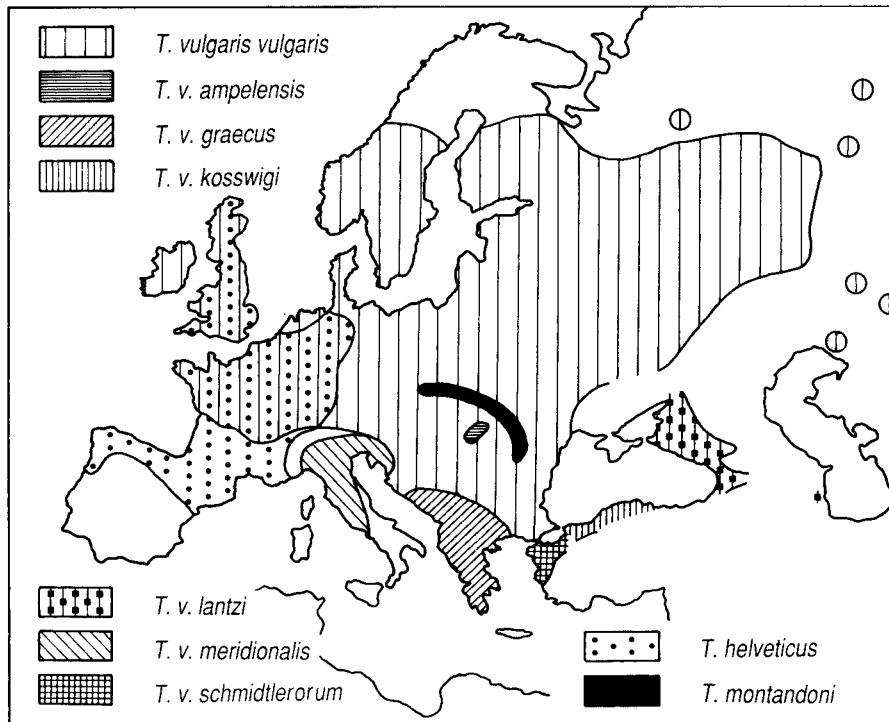 T. vulgaris vulgaris
T. v. ampelensis
T. v. graecus
T. v. kosswigi
T. v. lantzi
T. v. meridionalis
T. v. schmidtlerorum
T. helveticus
T. montandoni